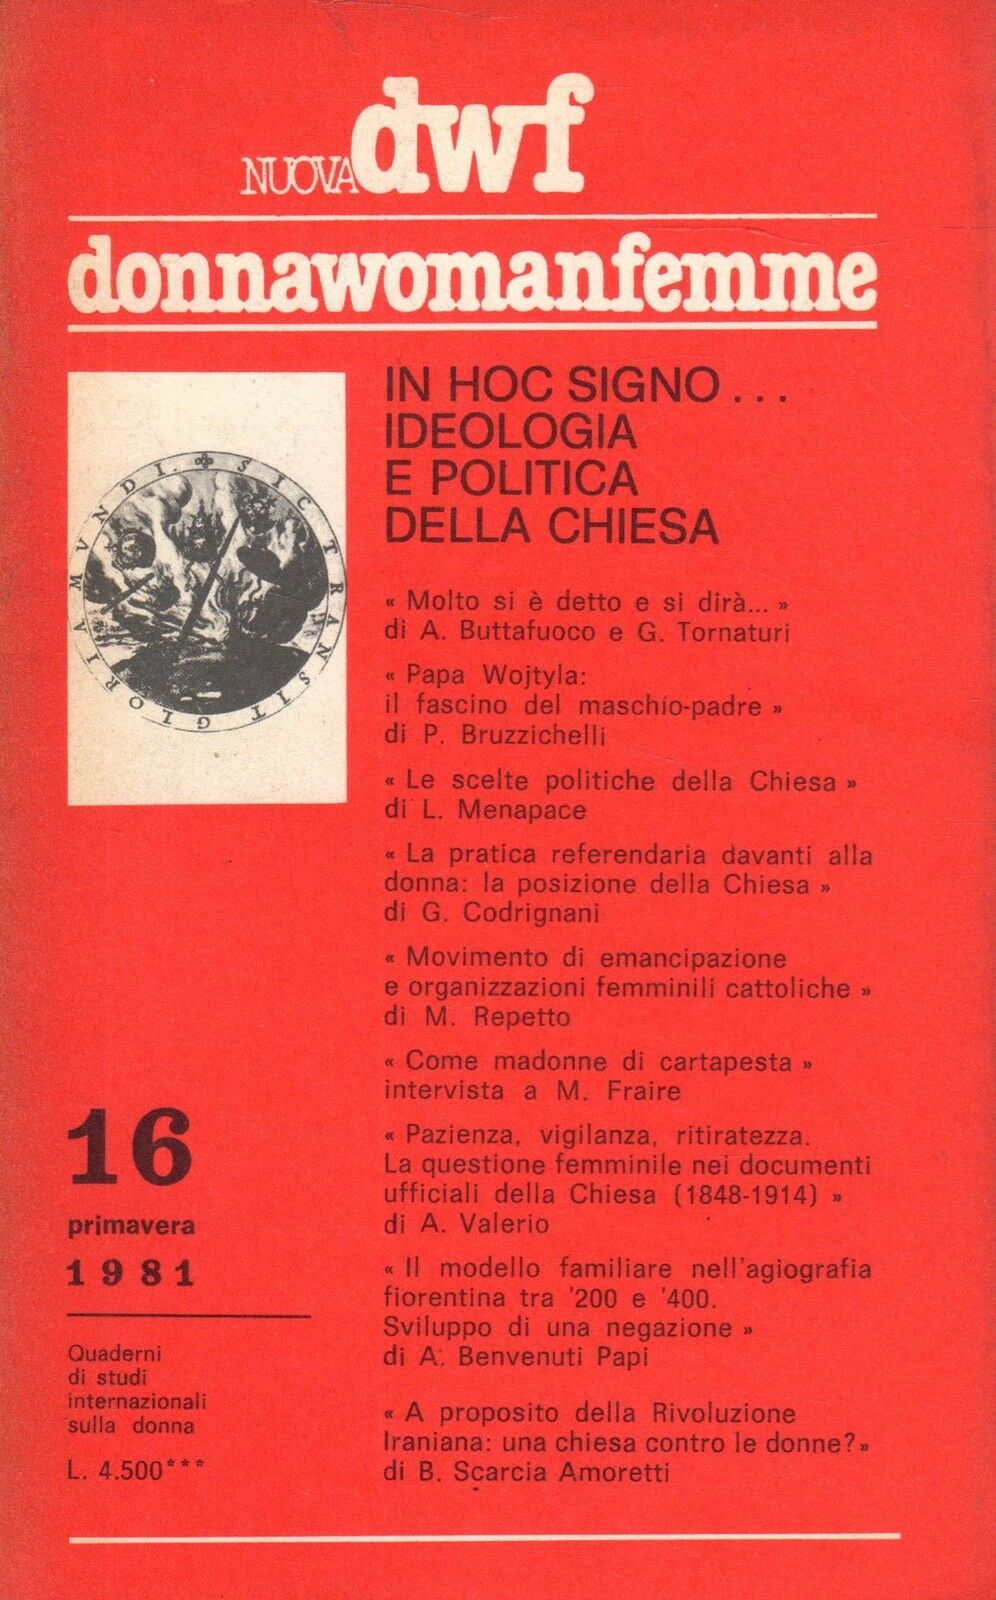 NUOVA dwf
donnawomanfemme
SIC TRANSIT GLORIA MVNDI.
IN HOC SIGNO...
IDEOLOGIA
E POLITICA
DELLA CHIESA
« Molto si è detto e si dirà... »
di A. Buttafuoco e G. Tornaturi
« Papa Wojtyla:
il fascino del maschio-padre »
di P. Bruzzichelli
« Le scelte politiche della Chiesa »
di L. Menapace
« La pratica referendaria davanti alla
donna: la posizione della Chiesa »
di G. Codrignani
« Movimento di emancipazione
e organizzazioni femminili cattoliche »
di M. Repetto
« Come madonne di cartapesta »
intervista a M. Fraire
« Pazienza, vigilanza, ritiratezza.
La questione femminile nei documenti
ufficiali della Chiesa (1848-1914) »
di A. Valerio
« Il modello familiare nell'agiografia
fiorentina tra '200 e '400.
Sviluppo di una negazione »
di A. Benvenuti Papi
« A proposito della Rivoluzione
Iraniana: una chiesa contro le donne?»
di B. Scarcia Amoretti
16
primavera
1981
Quaderni
di studi
internazionali
sulla donna
L. 4.500***